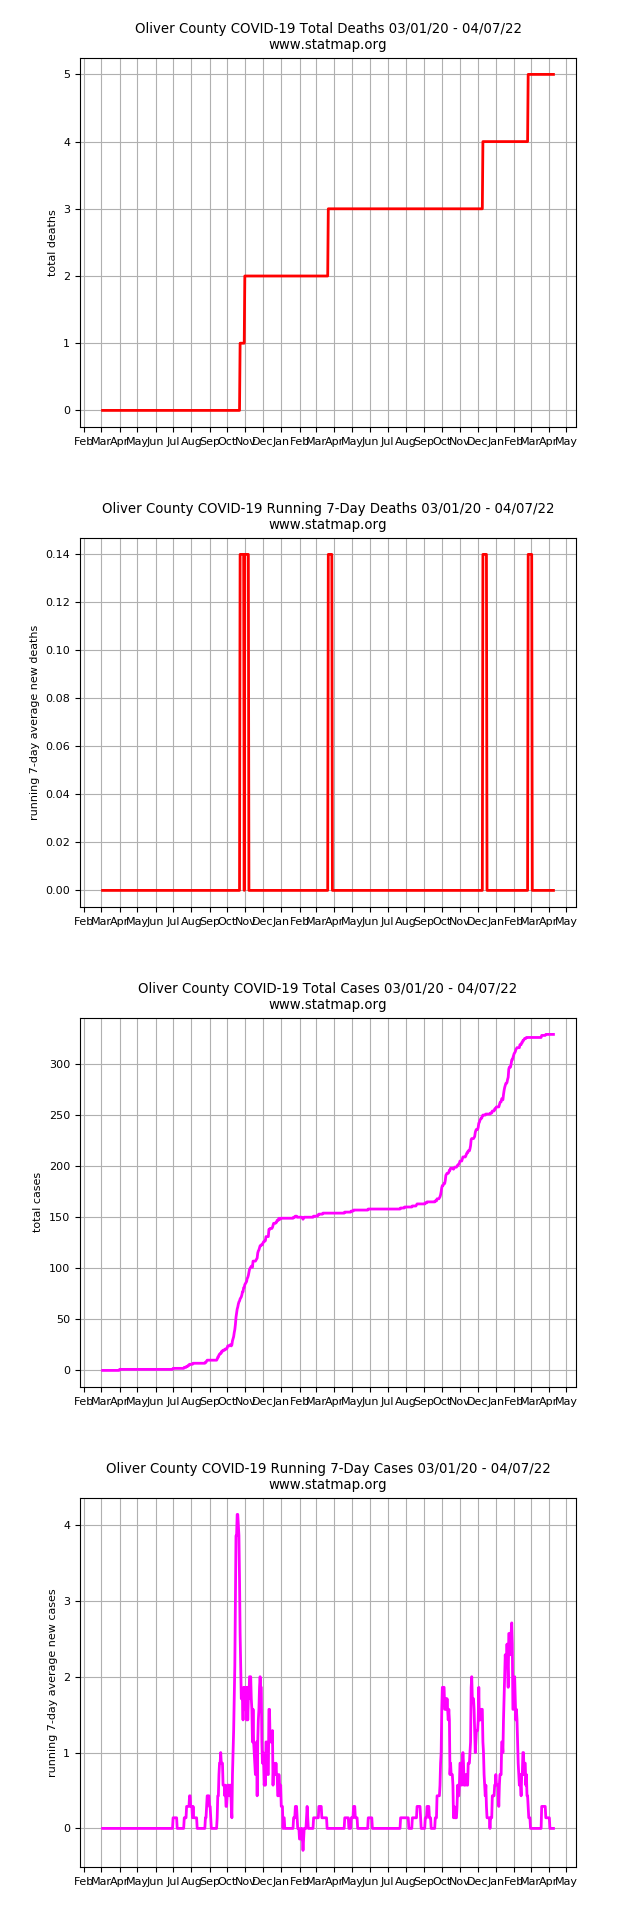 Oliver County COVID-19 Total Deaths 03/01/20 - 04/07/22
www.statmap.org
5
4
3
2
1
0
total deaths
Feb Mar Apr May Jun Jul Aug Sep Oct Nov Dec Jan Feb Mar Apr May Jun Jul Aug Sep Oct Nov Dec Jan Feb Mar Apr May
Oliver County COVID-19 Running 7-Day Deaths 03/01/20 - 04/07/22
www.statmap.org
0.14
0.12
0.10
0.08
0.06
0.04
0.02
0.00
running 7-day average new deaths
Feb Mar Apr May Jun Jul Aug Sep Oct Nov Dec Jan Feb Mar Apr May Jun Jul Aug Sep Oct Nov Dec Jan Feb Mar Apr May
Oliver County COVID-19 Total Cases 03/01/20 - 04/07/22
www.statmap.org
300
250
200
150
100
50
0
total cases
Feb Mar Apr May Jun Jul Aug Sep Oct Nov Dec Jan Feb Mar Apr May Jun Jul Aug Sep Oct Nov Dec Jan Feb Mar Apr May
Oliver County COVID-19 Running 7-Day Cases 03/01/20 - 04/07/22
www.statmap.org
4
3
2
1
0
running 7-day average new cases
Feb Mar Apr May Jun Jul Aug Sep Oct Nov Dec Jan Feb Mar Apr May Jun Jul Aug Sep Oct Nov Dec Jan Feb Mar Apr May